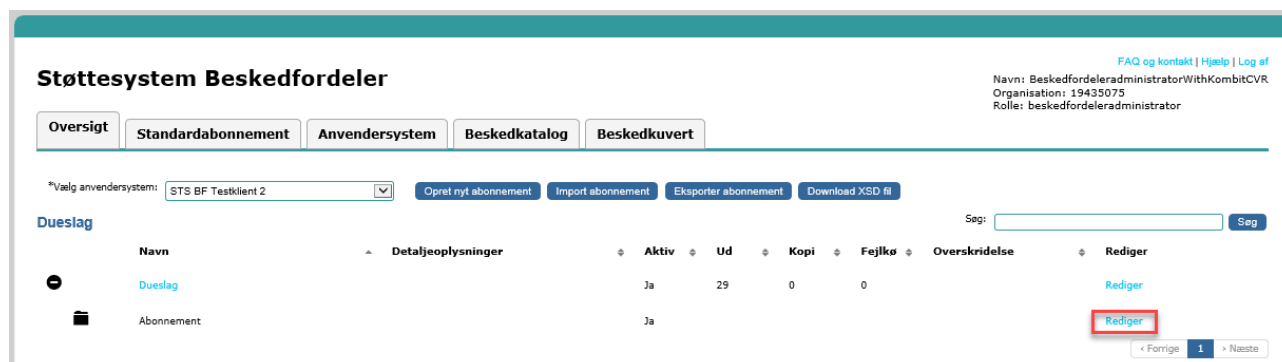 FAQ og kontakt | Hjælp | Log af
Støttesystem Beskedfordeler
Navn: BeskedfordeleradministratorWithKombitCVR
Organisation: 19435075
Rolle: beskedfordeleradministrator
Oversigt Standardabonnement Anvendersystem Beskedkatalog Beskedkuvert
*Vælg anvendersystem: STS BF Testklient 2 Opret nyt abonnement Import abonnement Eksporter abonnement Download XSD fil
Dueslag Søg: Søg
Navn Detaljeoplysninger Aktiv Ud Kopi Fejlkø Overskridelse Rediger
Dueslag Ja 29 0 0 Rediger
Abonnement Ja Rediger
‹ Forrige 1 › Næste